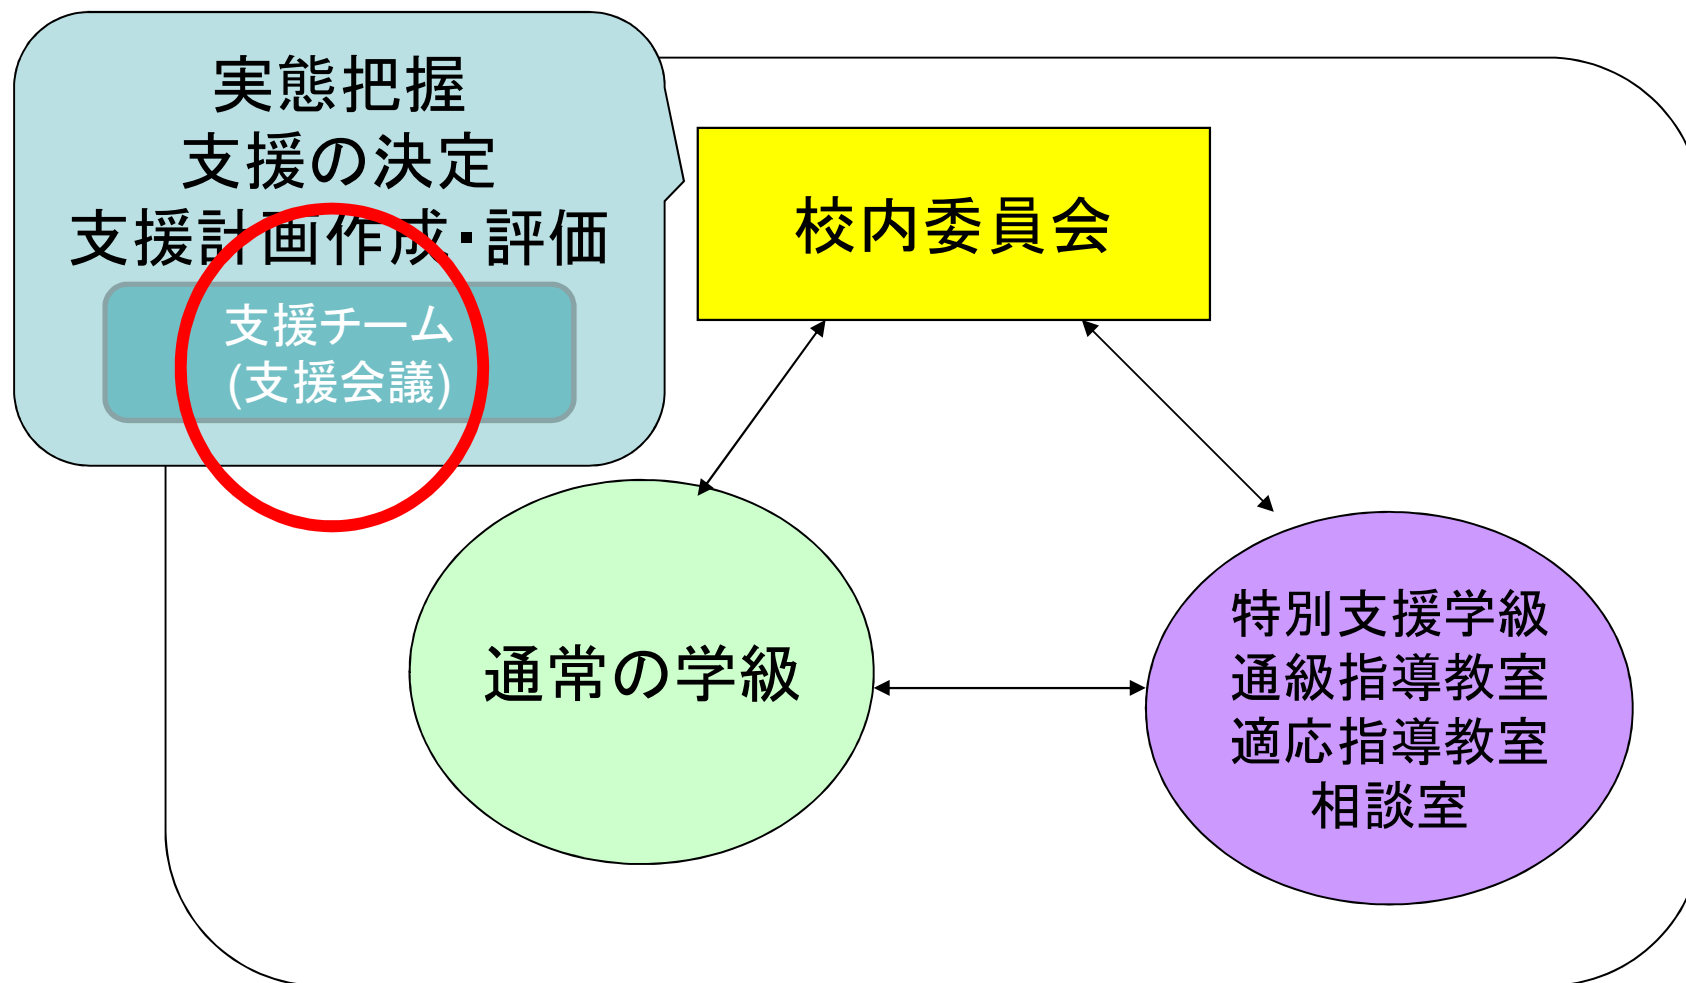 実態把握
支援の決定
支援計画作成・評価
支援チーム
(支援会議)
校内委員会
通常の学級
特別支援学級
通級指導教室
適応指導教室
相談室